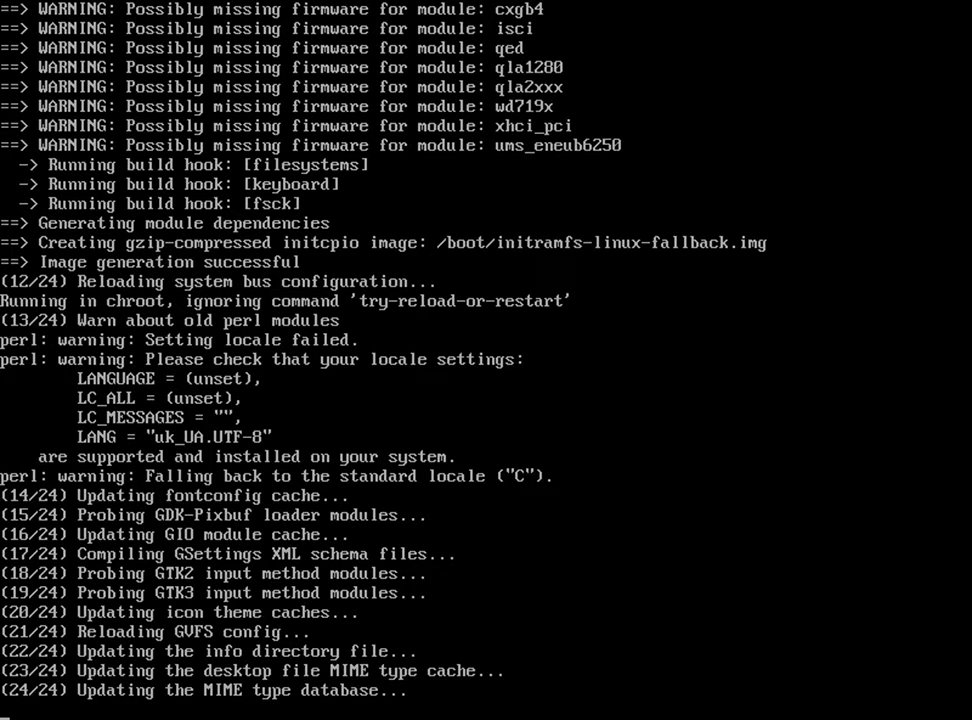 ==> WARNING: Possibly missing firmware for module: cxgb4
==> WARNING: Possibly missing firmware for module: isci
==> WARNING: Possibly missing firmware for module: qed
==> WARNING: Possibly missing firmware for module: qla1280
==> WARNING: Possibly missing firmware for module: qla2xxx
==> WARNING: Possibly missing firmware for module: wd719x
==> WARNING: Possibly missing firmware for module: xhci_pci
==> WARNING: Possibly missing firmware for module: ums_eneub6250
  -> Running build hook: [filesystems]
  -> Running build hook: [keyboard]
  -> Running build hook: [fsck]
==> Generating module dependencies
==> Creating gzip-compressed initcpio image: /boot/initramfs-linux-fallback.img
==> Image generation successful
(12/24) Reloading system bus configuration...
Running in chroot, ignoring command 'try-reload-or-restart'
(13/24) Warn about old perl modules
perl: warning: Setting locale failed.
perl: warning: Please check that your locale settings:
        LANGUAGE = (unset),
        LC_ALL = (unset),
        LC_MESSAGES = "",
        LANG = "uk_UA.UTF-8"
    are supported and installed on your system.
perl: warning: Falling back to the standard locale ("C").
(14/24) Updating fontconfig cache...
(15/24) Probing GDK-Pixbuf loader modules...
(16/24) Updating GIO module cache...
(17/24) Compiling GSettings XML schema files...
(18/24) Probing GTK2 input method modules...
(19/24) Probing GTK3 input method modules...
(20/24) Updating icon theme caches...
(21/24) Reloading GVFS config...
(22/24) Updating the info directory file...
(23/24) Updating the desktop file MIME type cache...
(24/24) Updating the MIME type database...